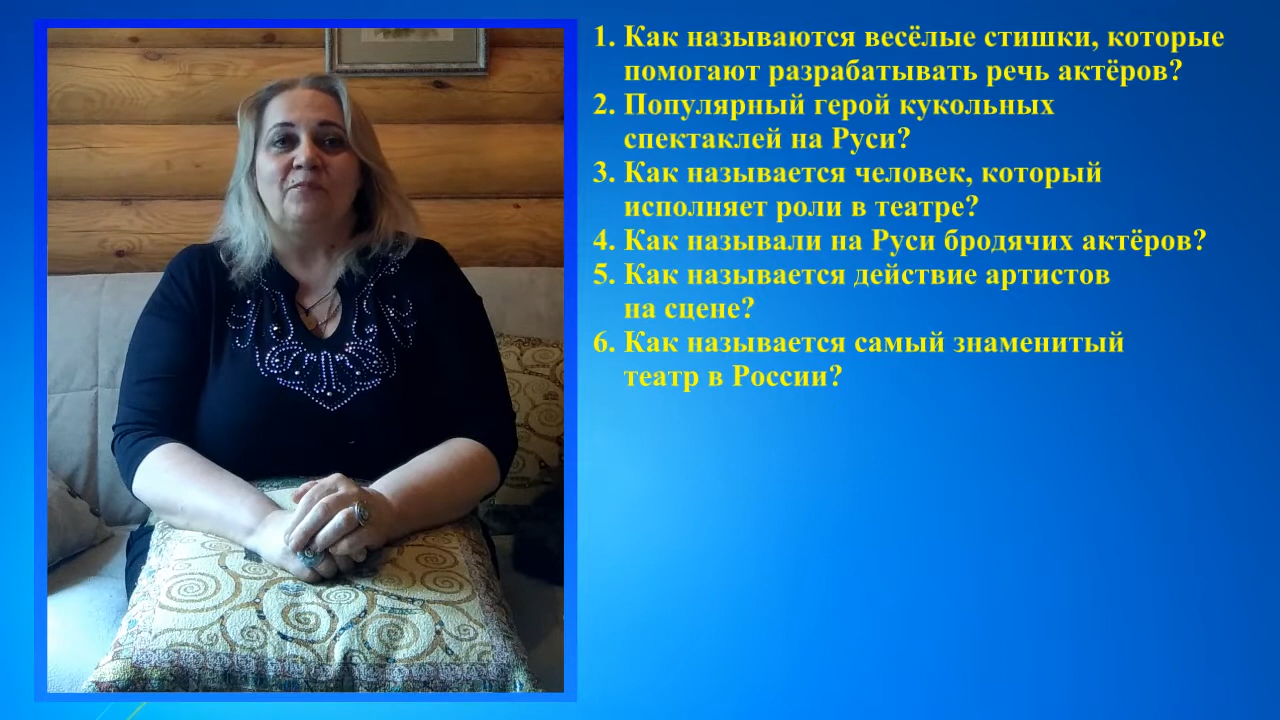 1. Как называются весёлые стишки, которые
помогают разрабатывать речь актёров?
2. Популярный герой кукольных
спектаклей на Руси?
3. Как называется человек, который
исполняет роли в театре?
4. Как называли на Руси бродячих актёров?
5. Как называется действие артистов
на сцене?
6. Как называется самый знаменитый
театр в России?